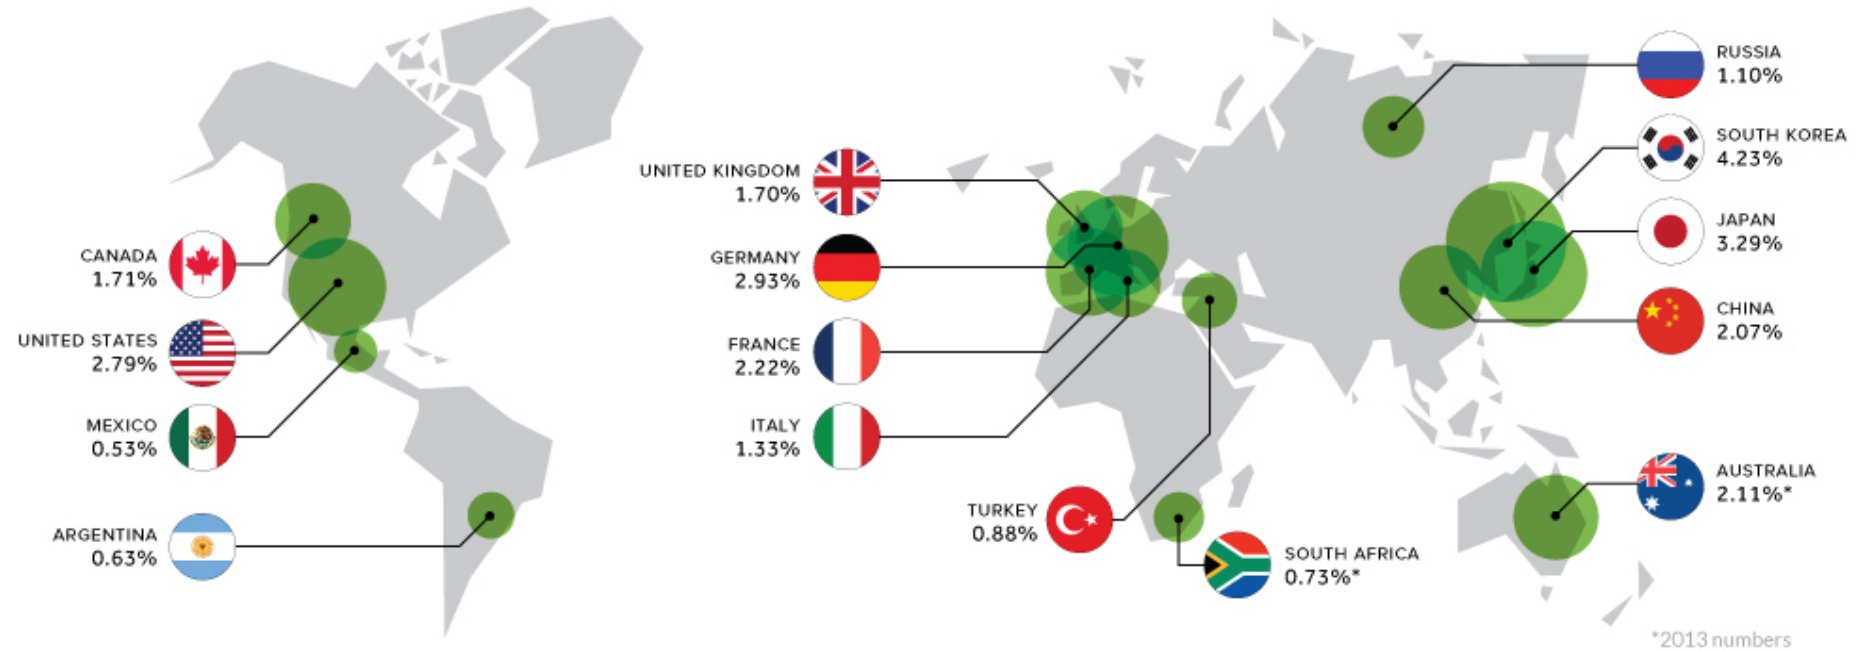 CANADA
1.71%
UNITED STATES
2.79%
MEXICO
0.53%
ARGENTINA
0.63%
UNITED KINGDOM
1.70%
GERMANY
2.93%
FRANCE
2.22%
ITALY
1.33%
TURKEY
0.88%
SOUTH AFRICA
0.73%*
RUSSIA
1.10%
SOUTH KOREA
4.23%
JAPAN
3.29%
CHINA
2.07%
AUSTRALIA
2.11%*
*2013 numbers